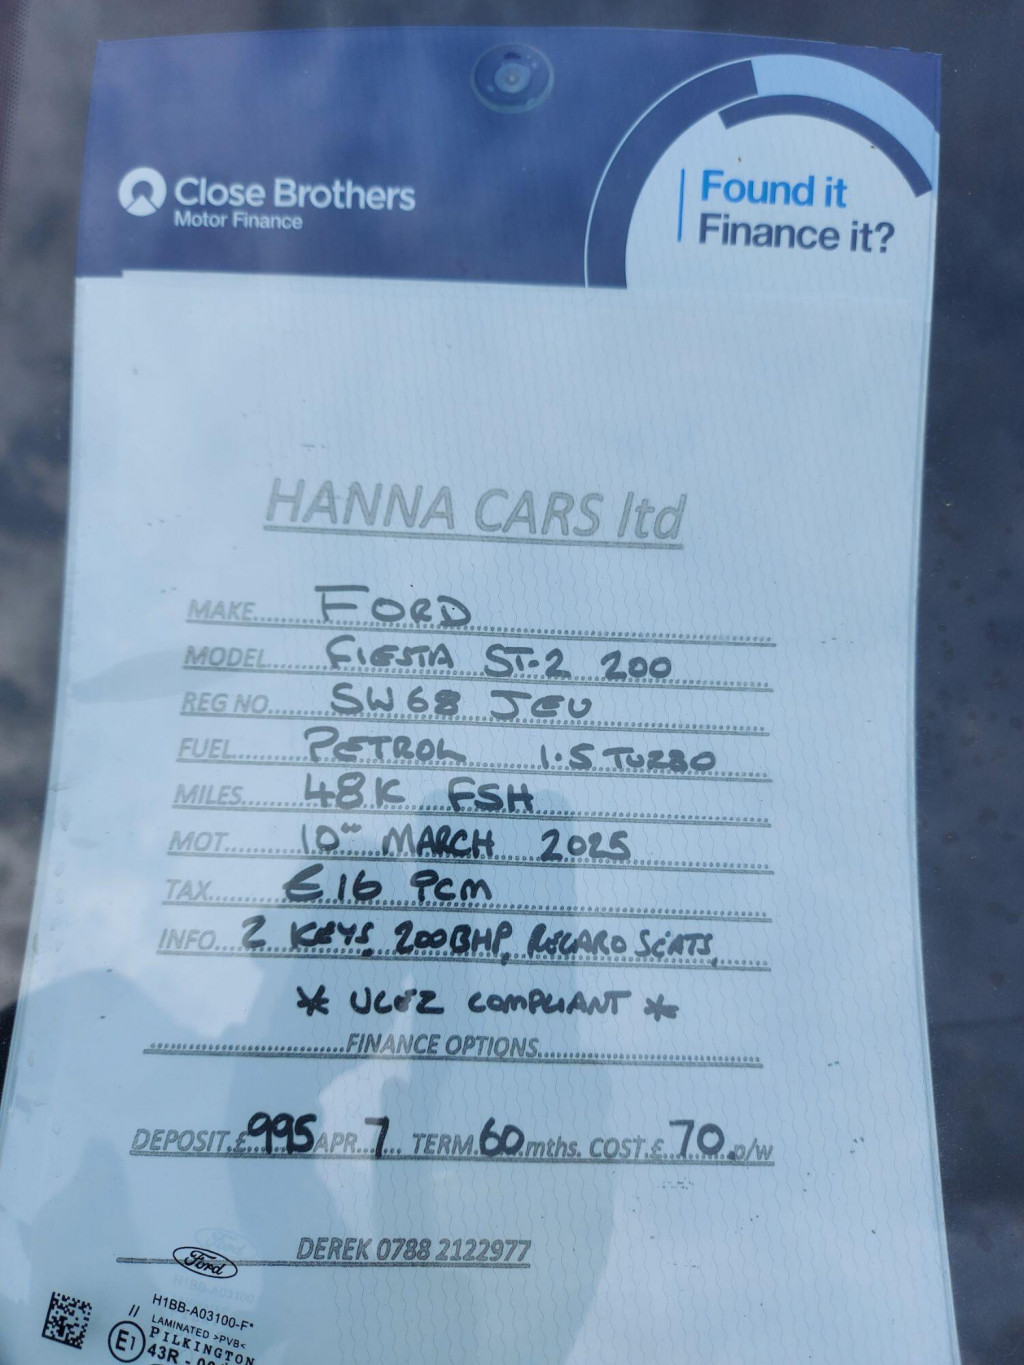 Close Brothers
Motor Finance
Found it
Finance it?
HANNA CARS ltd
MAKE......FORD
MODEL......FIESTA ST-2 200
REG NO......SW68 JEU
FUEL......PETROL 1.5 TURBO
MILES......48K FSH
MOT......10TH MARCH 2025
TAX......£16 PCM
INFO...2 KEYS, 200BHP, RECARO SEATS,
* ULEZ COMPLIANT *
......FINANCE OPTIONS......
DEPOSIT.£.995 APR..7... TERM.60.mths. COST.£.70.p/w
DEREK 0788 2122977
Ford
H1BB-A03100-F*
// LAMINATED >PVB<
E1 PILKINGTON
43R - 00